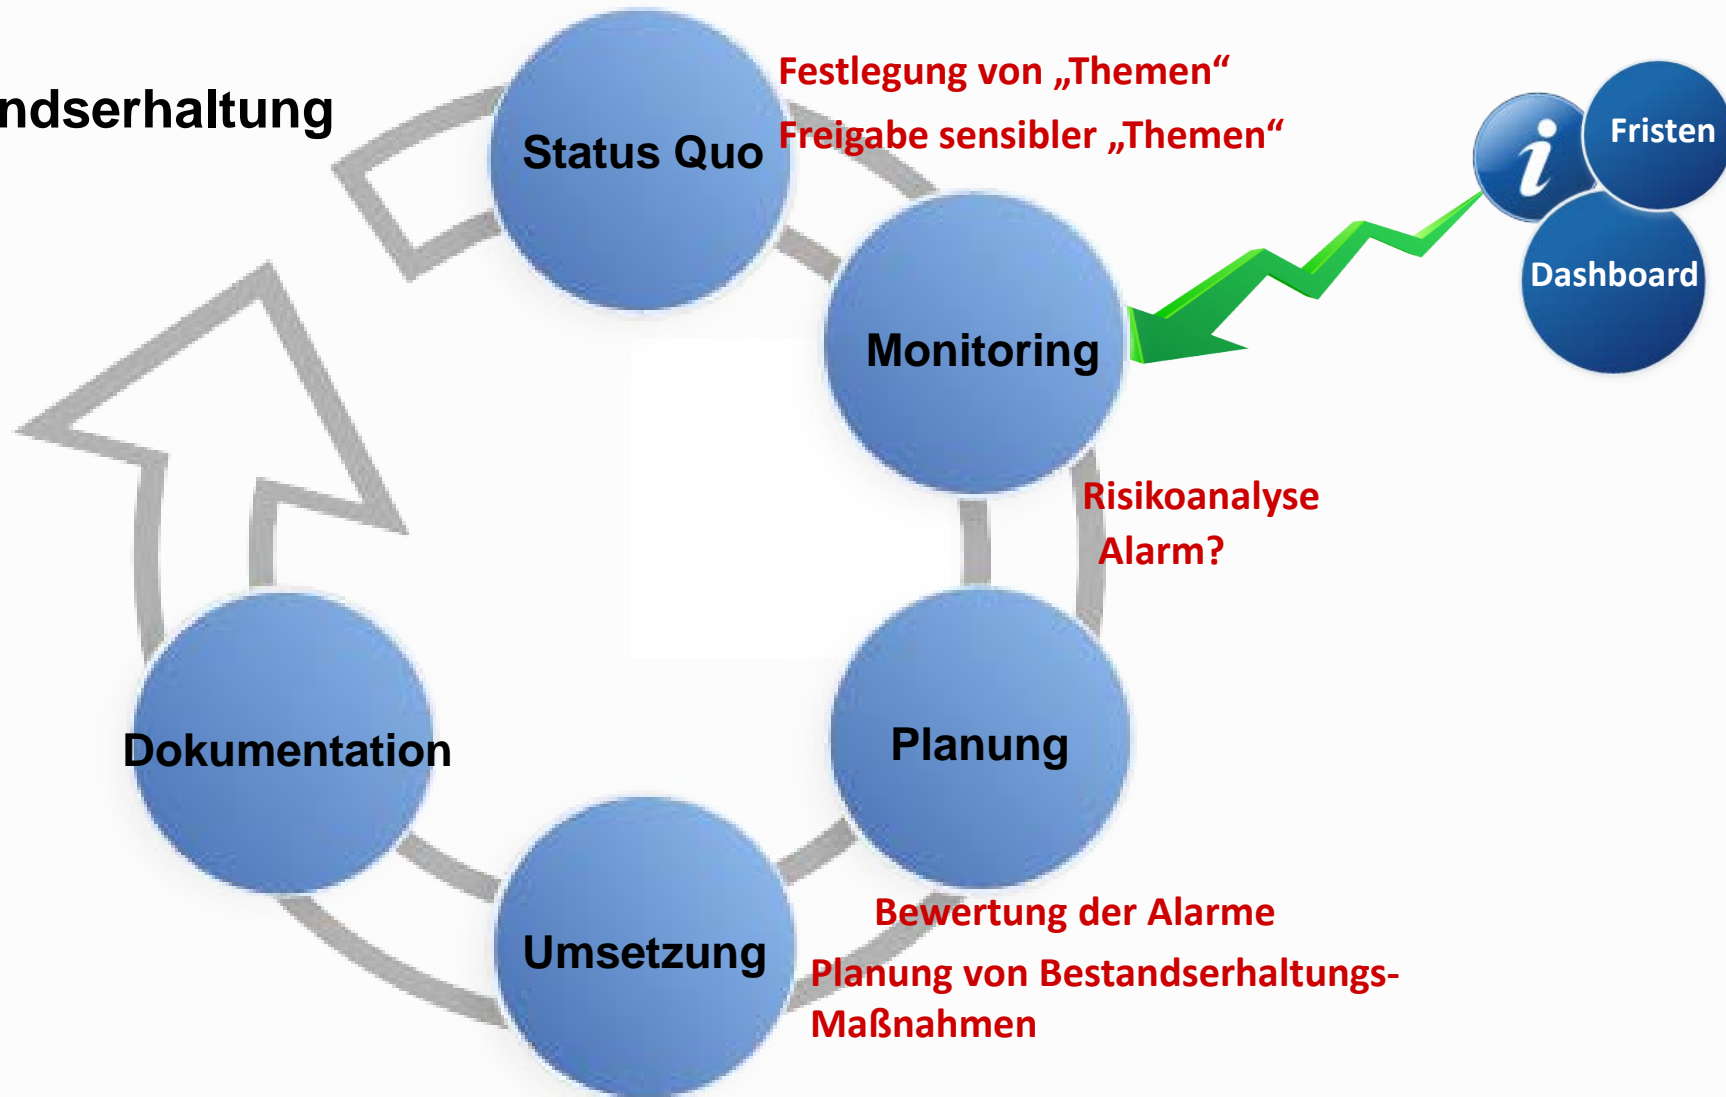 ndserhaltung
Status Quo
Festlegung von „Themen“
Freigabe sensibler „Themen“
i
Fristen
Dashboard
Monitoring
Risikoanalyse
Alarm?
Planung
Dokumentation
Bewertung der Alarme
Umsetzung
Planung von Bestandserhaltungs-
Maßnahmen